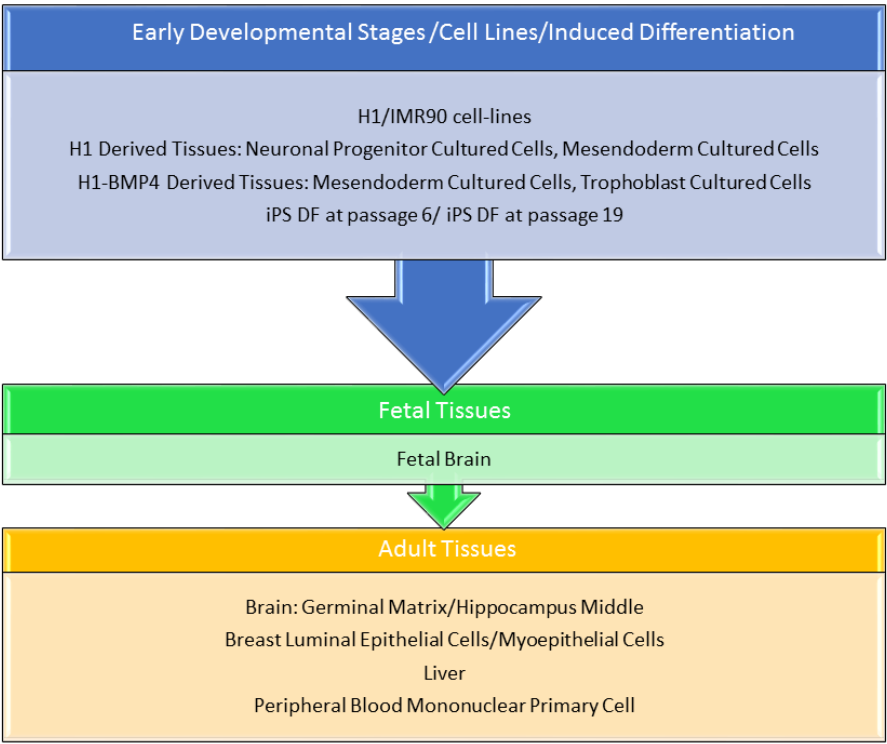 Early Developmental Stages/Cell Lines/Induced Differentiation
H1/IMR90 cell-lines
H1 Derived Tissues: Neuronal Progenitor Cultured Cells, Mesendoderm Cultured Cells
H1-BMP4 Derived Tissues: Mesendoderm Cultured Cells, Trophoblast Cultured Cells
iPS DF at passage 6/ iPS DF at passage 19
Fetal Tissues
Fetal Brain
Adult Tissues
Brain: Germinal Matrix/Hippocampus Middle
Breast Luminal Epithelial Cells/Myoepithelial Cells
Liver
Peripheral Blood Mononuclear Primary Cell